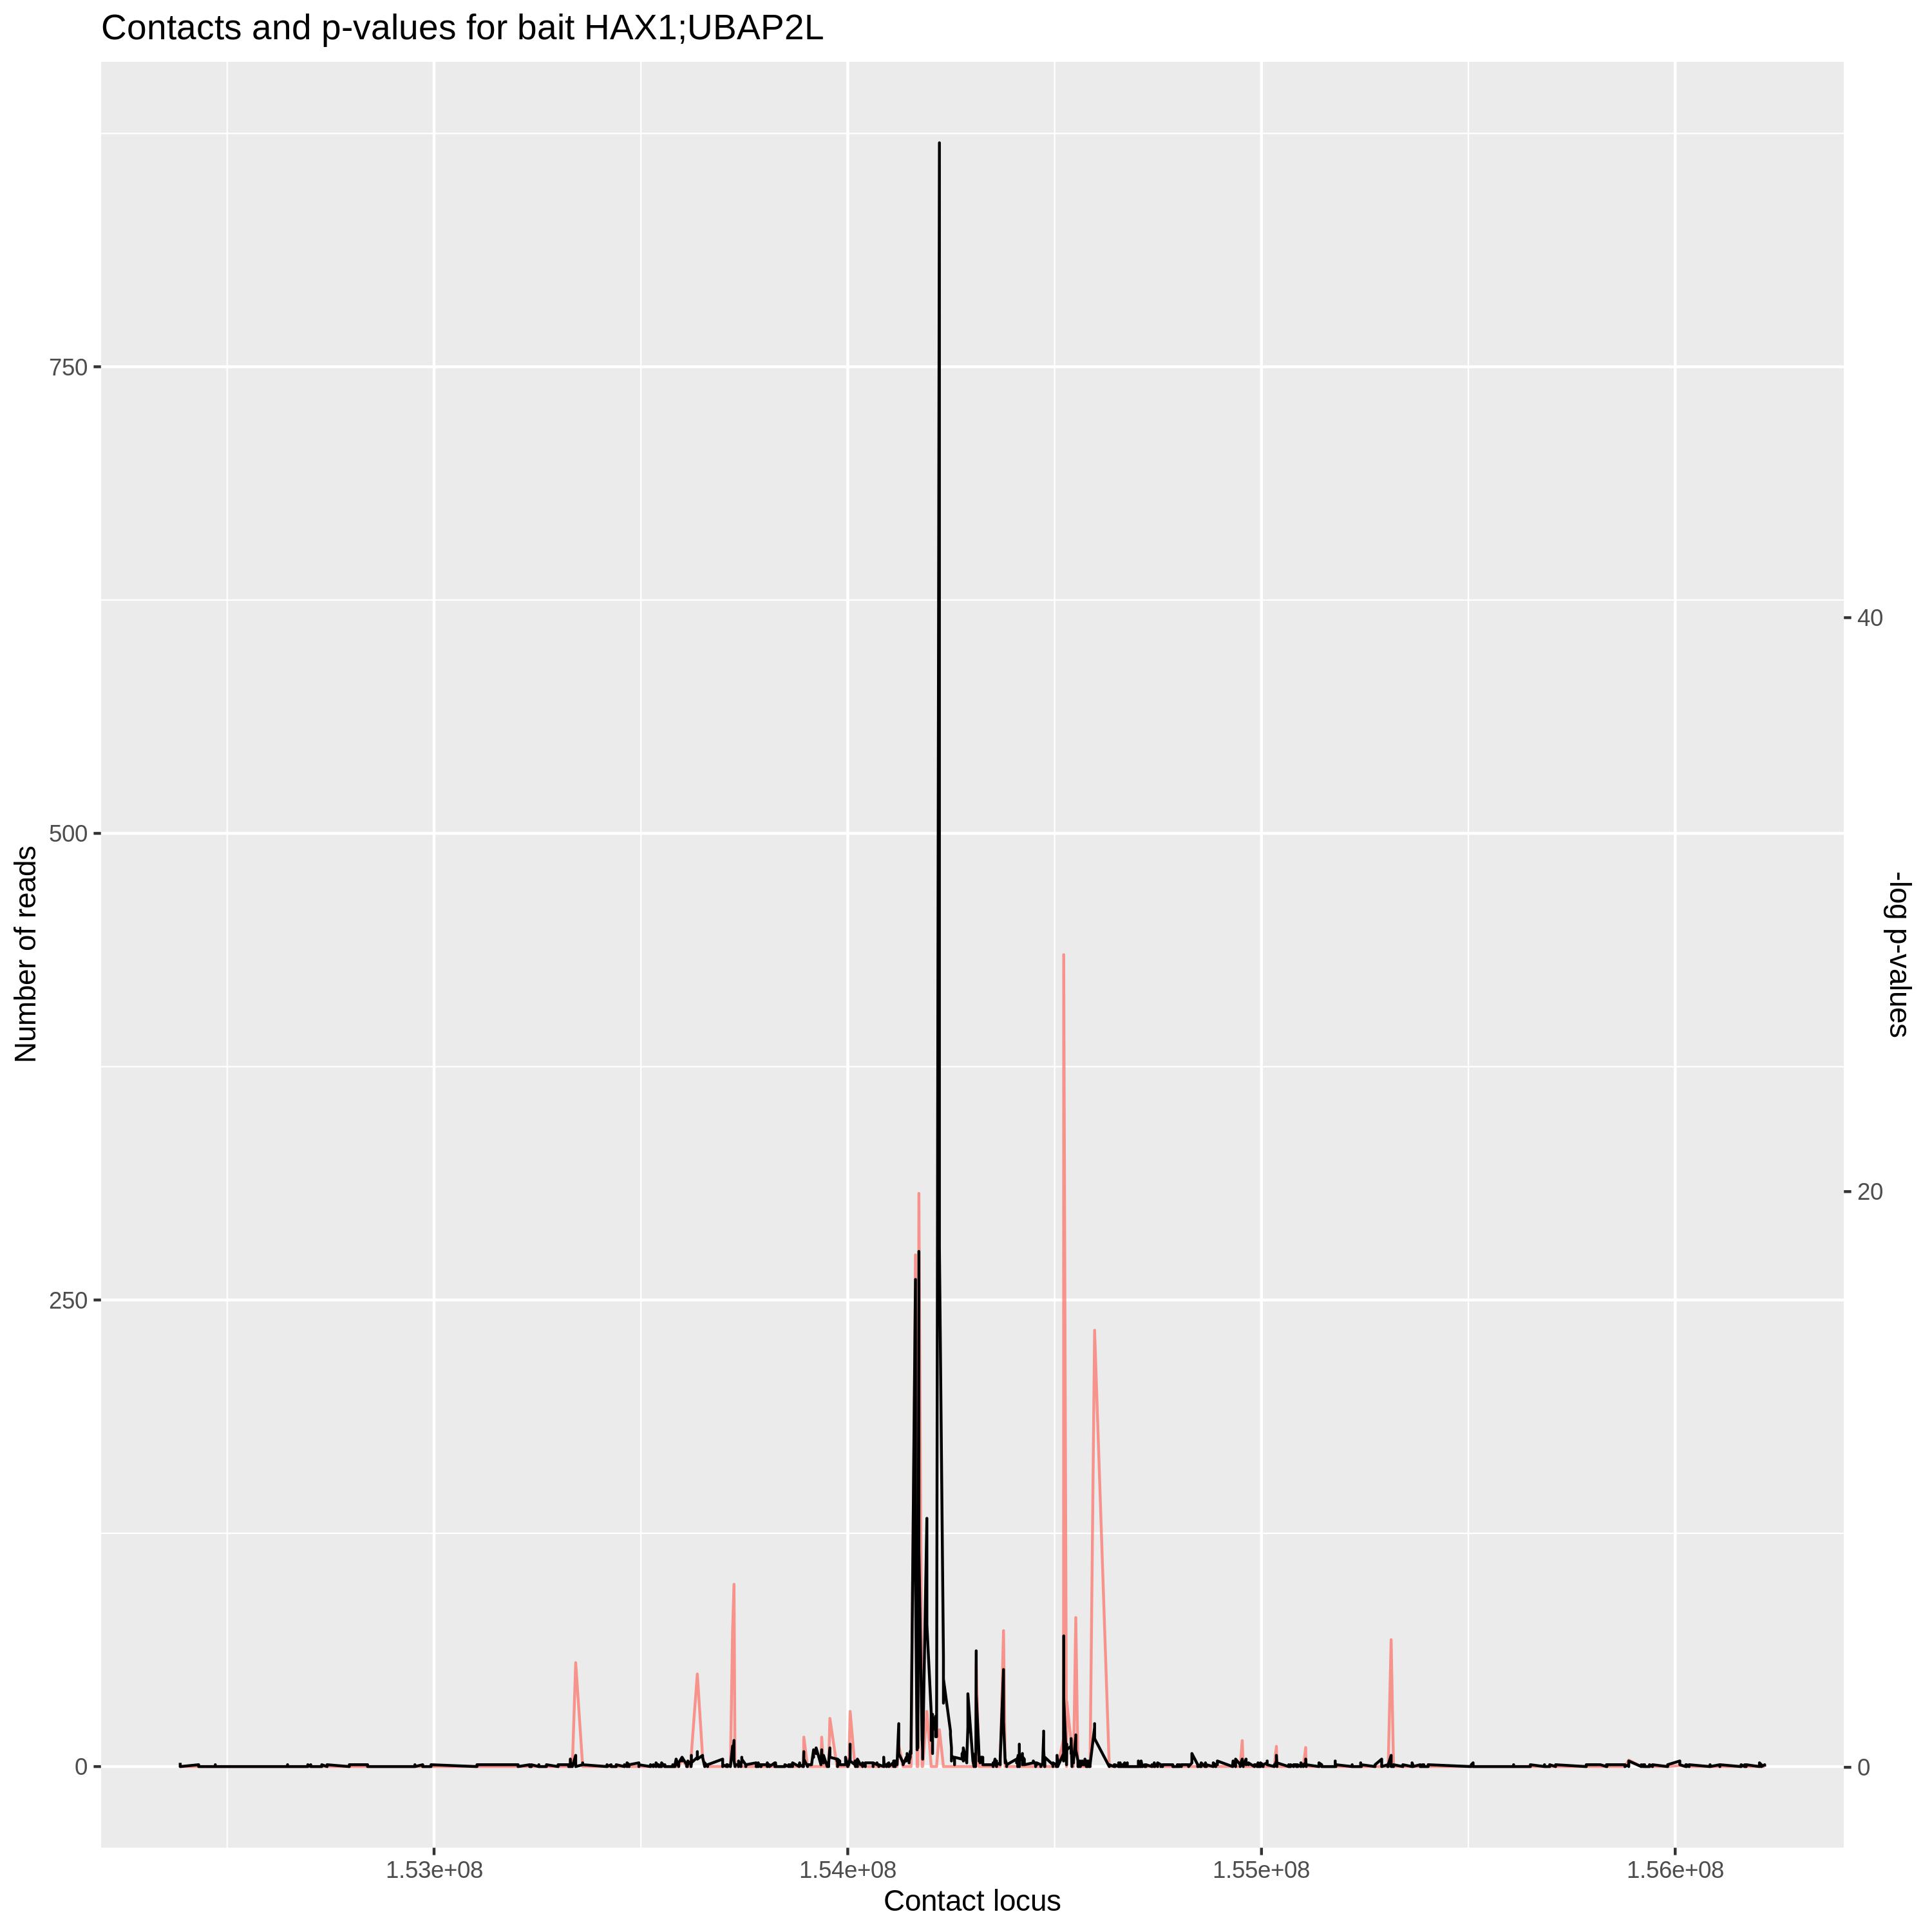 Contacts and p-values for bait HAX1;UBAP2L
750
500
250
0
Number of reads
40
20
0
-log p-values
1.53e+08
1.54e+08
1.55e+08
1.56e+08
Contact locus